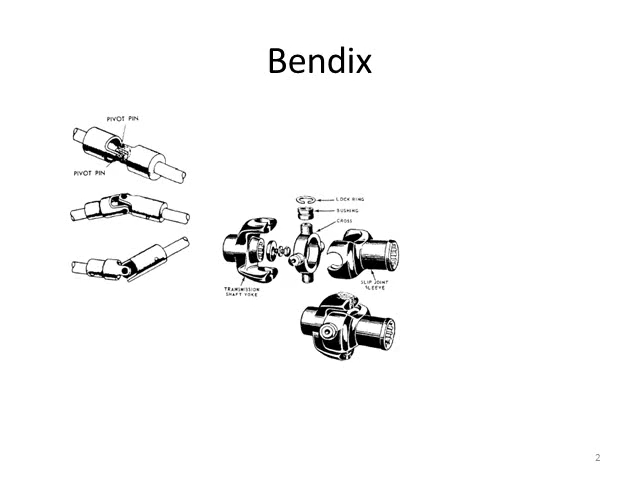 Bendix
PIVOT PIN
PIVOT PIN
LOCK RING
BUSHING
CROSS
TRANSMISSION
SHAFT YOKE
SLIP JOINT
SLEEVE
2